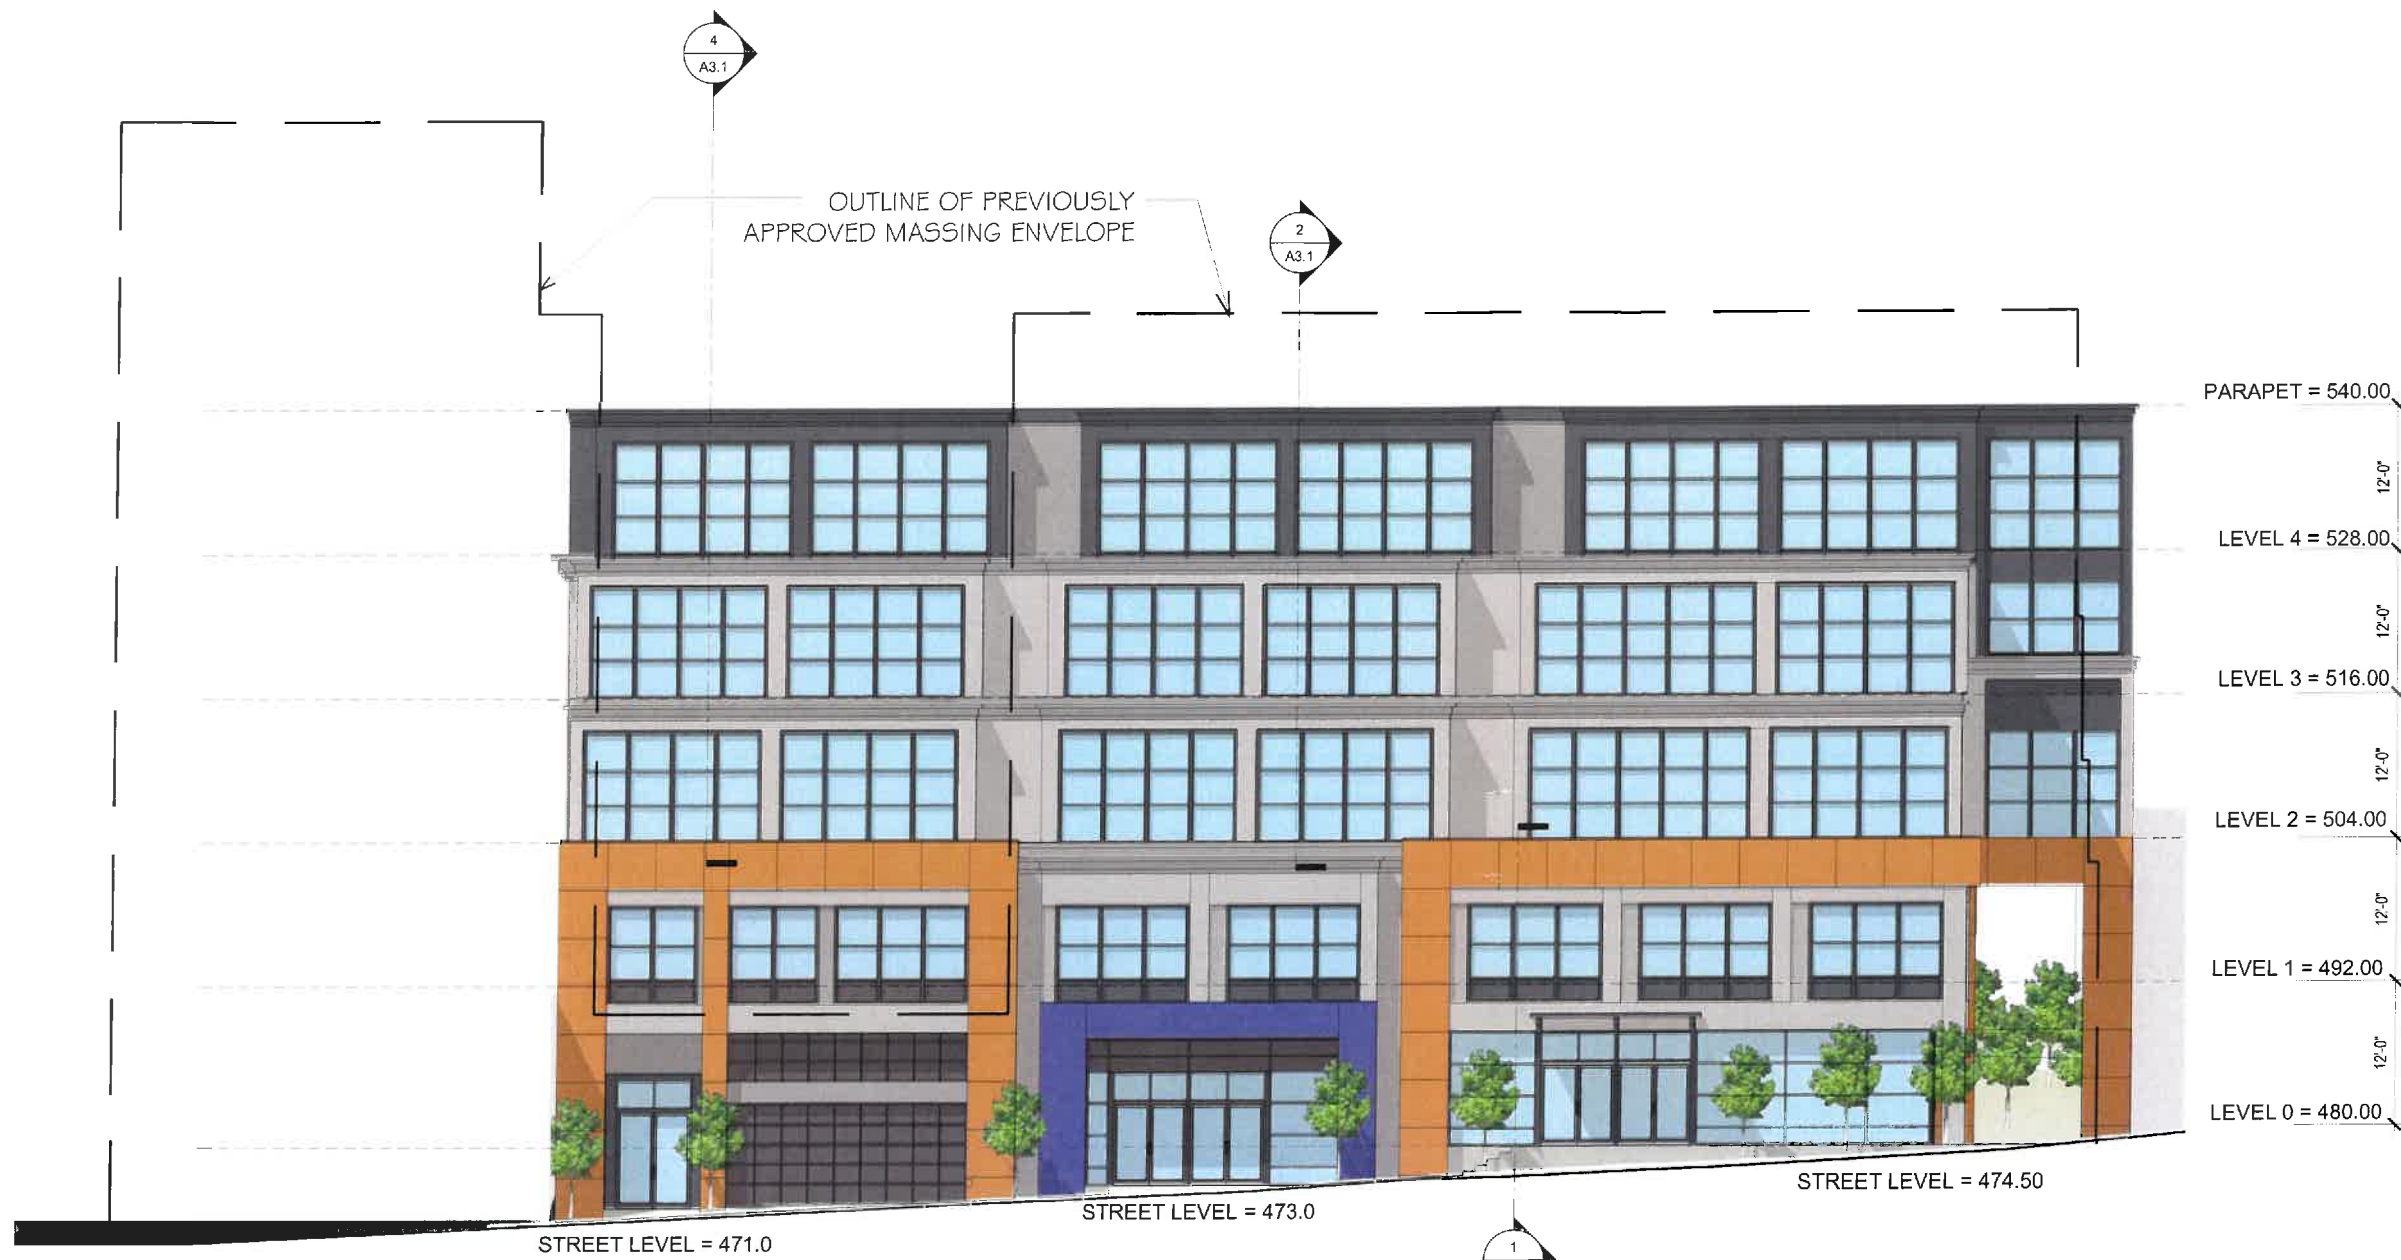 4
A3.1
OUTLINE OF PREVIOUSLY
APPROVED MASSING ENVELOPE
2
A3.1
PARAPET = 540.00
12'-0"
LEVEL 4 = 528.00
12'-0"
LEVEL 3 = 516.00
12'-0"
LEVEL 2 = 504.00
12'-0"
LEVEL 1 = 492.00
12'-0"
LEVEL 0 = 480.00
STREET LEVEL = 474.50
STREET LEVEL = 473.0
STREET LEVEL = 471.0
1